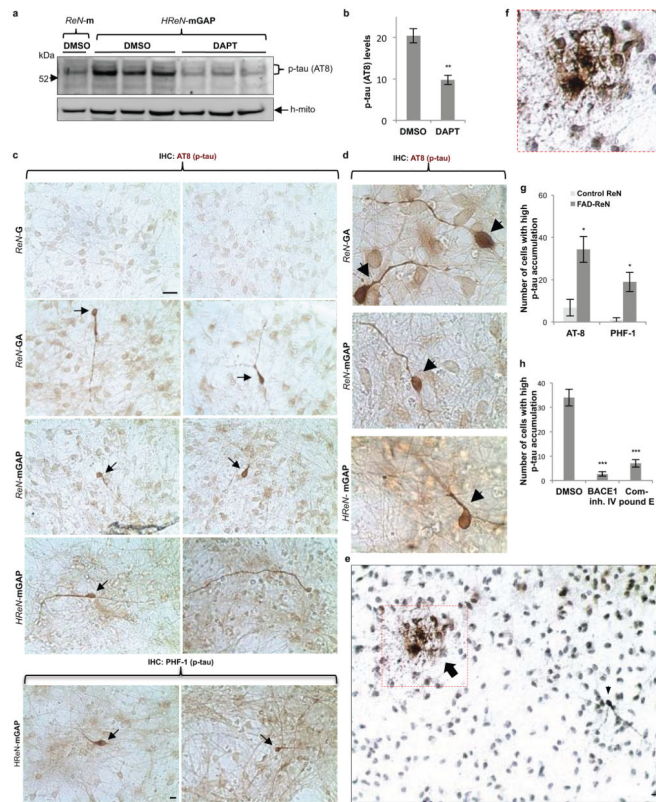 a
ReN-m
HReN-mGAP
kDa
DMSO
DMSO
DAPT
52
p-tau (AT8)
h-mito
b
p-tau (AT8) levels
20
10
0
**
DMSO
DAPT
f
c
IHC: AT8 (p-tau)
ReN-G
ReN-GA
ReN-mGAP
HReN-mGAP
IHC: PHF-1 (p-tau)
HReN-mGAP
d
IHC: AT8 (p-tau)
ReN-GA
ReN-mGAP
HReN- mGAP
g
Control ReN
FAD-ReN
Number of cells with high
p-tau accumulation
60
40
20
0
*
*
AT-8
PHF-1
h
Number of cells with high
p-tau accumulation
40
30
20
10
0
***
***
DMSO
BACE1
inh. IV
Com-
pound E
e